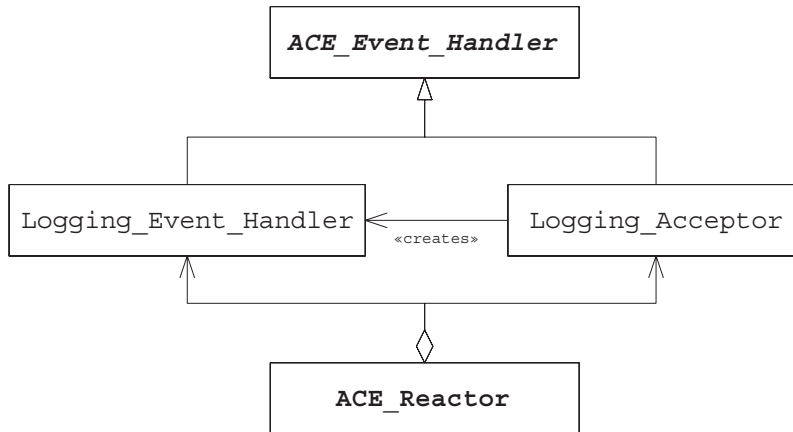 ACE_Event_Handler
Logging_Event_Handler
Logging_Acceptor
«creates»
ACE_Reactor